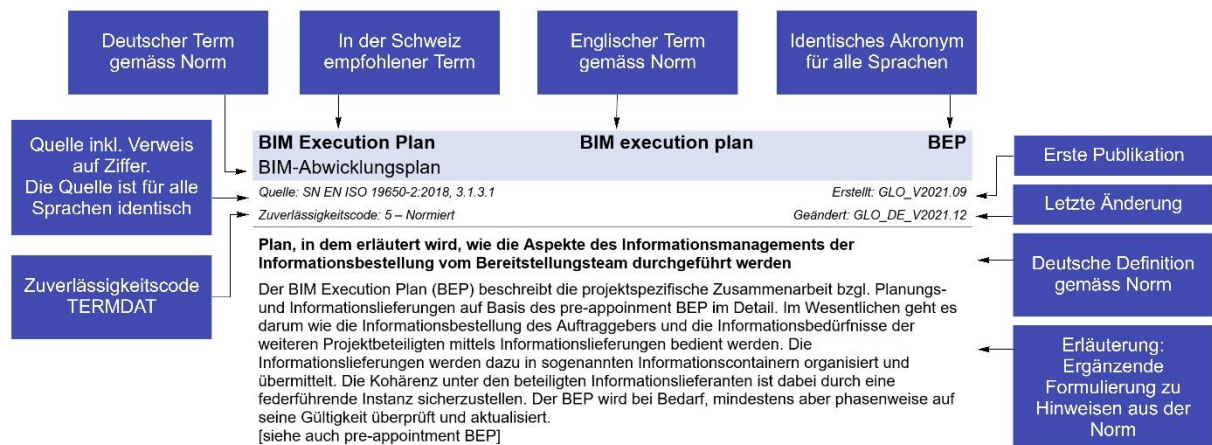 Deutscher Term
gemäss Norm
In der Schweiz
empfohlener Term
Englischer Term
gemäss Norm
Identisches Akronym
für alle Sprachen
Quelle inkl. Verweis
auf Ziffer.
Die Quelle ist für alle
Sprachen identisch
Zuverlässigkeitscode
TERMDAT
BIM Execution Plan BIM execution plan BEP
BIM-Abwicklungsplan
Quelle: SN EN ISO 19650-2:2018, 3.1.3.1 Erstellt: GLO_V2021.09
Zuverlässigkeitscode: 5 – Normiert Geändert: GLO_DE_V2021.12
Plan, in dem erläutert wird, wie die Aspekte des Informationsmanagements der
Informationsbestellung vom Bereitstellungsteam durchgeführt werden
Der BIM Execution Plan (BEP) beschreibt die projektspezifische Zusammenarbeit bzgl. Planungs-
und Informationslieferungen auf Basis des pre-appoinment BEP im Detail. Im Wesentlichen geht es
darum wie die Informationsbestellung des Auftraggebers und die Informationsbedürfnisse der
weiteren Projektbeteiligten mittels Informationslieferungen bedient werden. Die
Informationslieferungen werden dazu in sogenannten Informationscontainern organisiert und
übermittelt. Die Kohärenz unter den beteiligten Informationslieferanten ist dabei durch eine
federführende Instanz sicherzustellen. Der BEP wird bei Bedarf, mindestens aber phasenweise auf
seine Gültigkeit überprüft und aktualisiert.
[siehe auch pre-appointment BEP]
Erste Publikation
Letzte Änderung
Deutsche Definition
gemäss Norm
Erläuterung:
Ergänzende
Formulierung zu
Hinweisen aus der
Norm